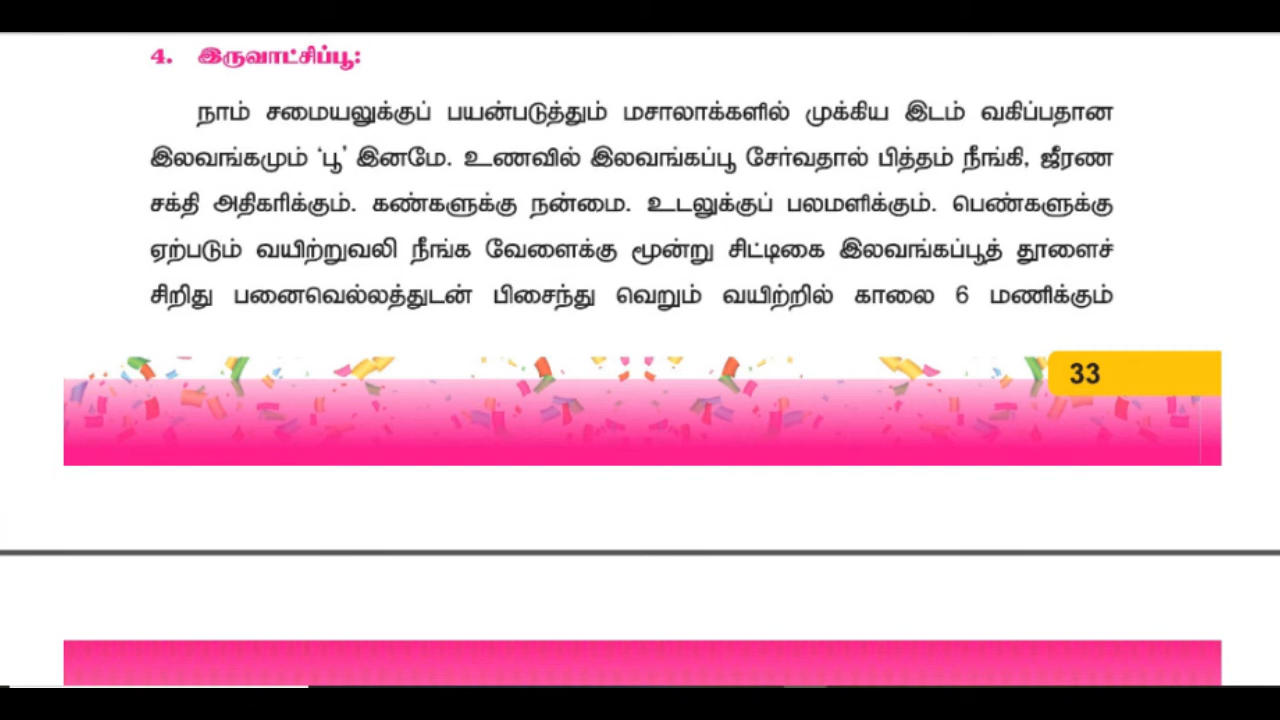 4. இருவாட்சிப்பூ:
நாம் சமையலுக்குப் பயன்படுத்தும் மசாலாக்களில் முக்கிய இடம் வகிப்பதான
இலவங்கமும் ‘பூ’ இனமே. உணவில் இலவங்கப்பூ சேர்வதால் பித்தம் நீங்கி, ஜீரண
சக்தி அதிகரிக்கும். கண்களுக்கு நன்மை. உடலுக்குப் பலமளிக்கும். பெண்களுக்கு
ஏற்படும் வயிற்றுவலி நீங்க வேளைக்கு மூன்று சிட்டிகை இலவங்கப்பூத் தூளைச்
சிறிது பனைவெல்லத்துடன் பிசைந்து வெறும் வயிற்றில் காலை 6 மணிக்கும்
33